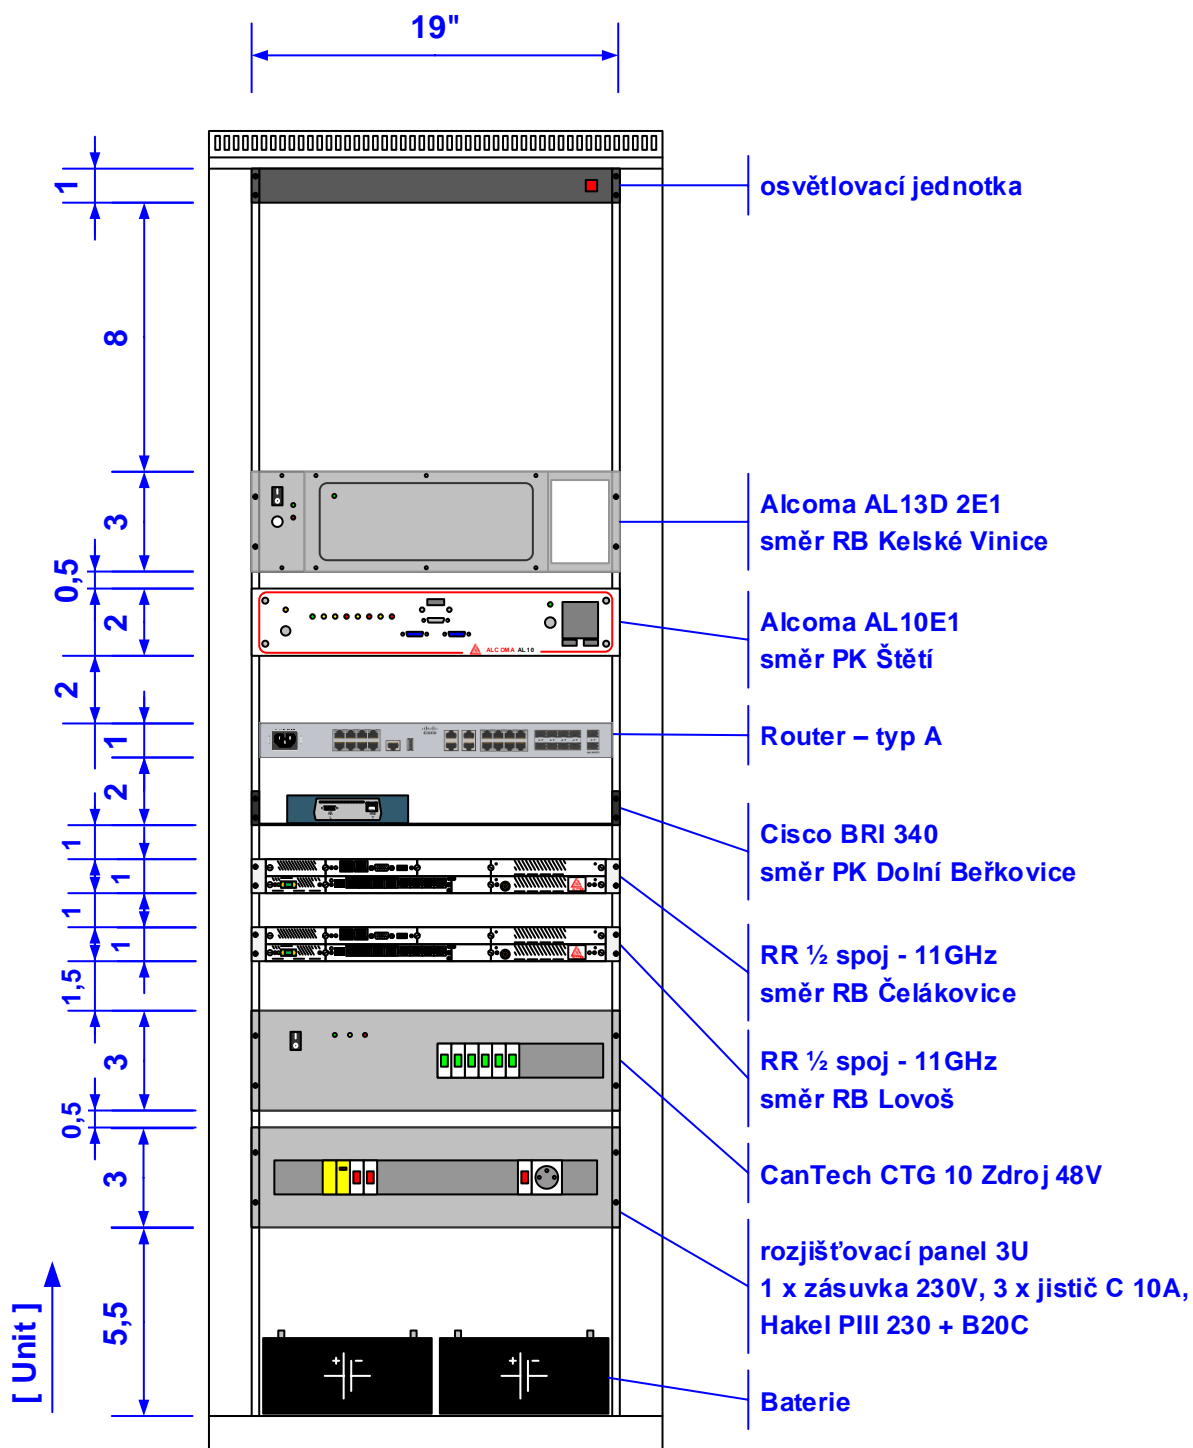 19"
1
osvětlovací jednotka
8
3
Alcoma AL13D 2E1
směr RB Kelské Vinice
0,5
2
Alcoma AL10E1
směr PK Štětí
ALCOMA AL10
2
1
Router – typ A
2
Cisco BRI 340
směr PK Dolní Beřkovice
1
1
1
1
RR ½ spoj - 11GHz
směr RB Čelákovice
1,5
RR ½ spoj - 11GHz
směr RB Lovoš
3
0,5
CanTech CTG 10 Zdroj 48V
3
rozjišťovací panel 3U
1 x zásuvka 230V, 3 x jistič C 10A,
Hakel PIII 230 + B20C
5,5
[ Unit ]
Baterie